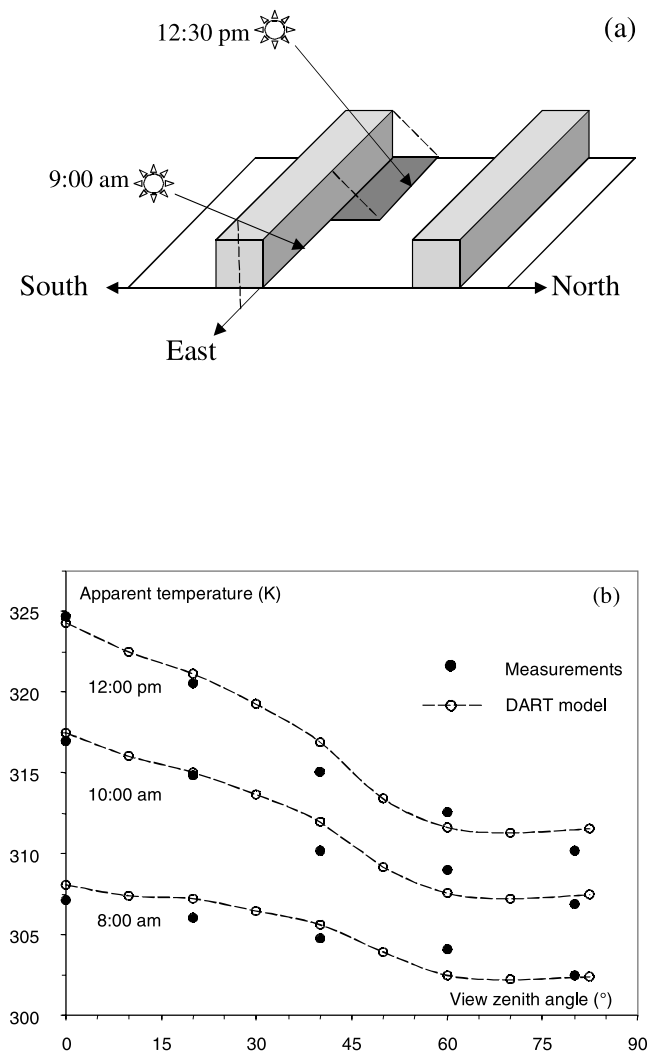 (a)
12:30 pm
9:00 am
South
North
East
Apparent temperature (K)
(b)
325
Measurements
12:00 pm
DART model
320
315
10:00 am
310
8:00 am
305
View zenith angle (°)
300
0 15 30 45 60 75 90